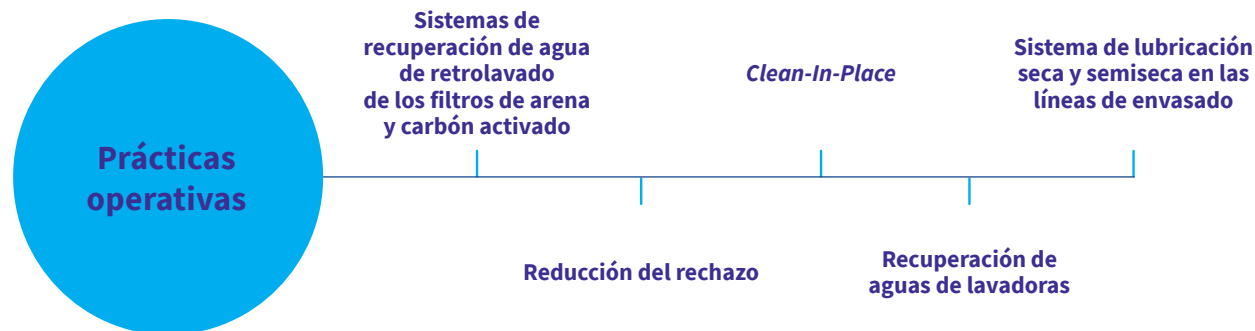 Prácticas
operativas
Sistemas de
recuperación de agua
de retrolavado
de los filtros de arena
y carbón activado
Reducción del rechazo
Clean-In-Place
Recuperación de
aguas de lavadoras
Sistema de lubricación
seca y semiseca en las
líneas de envasado